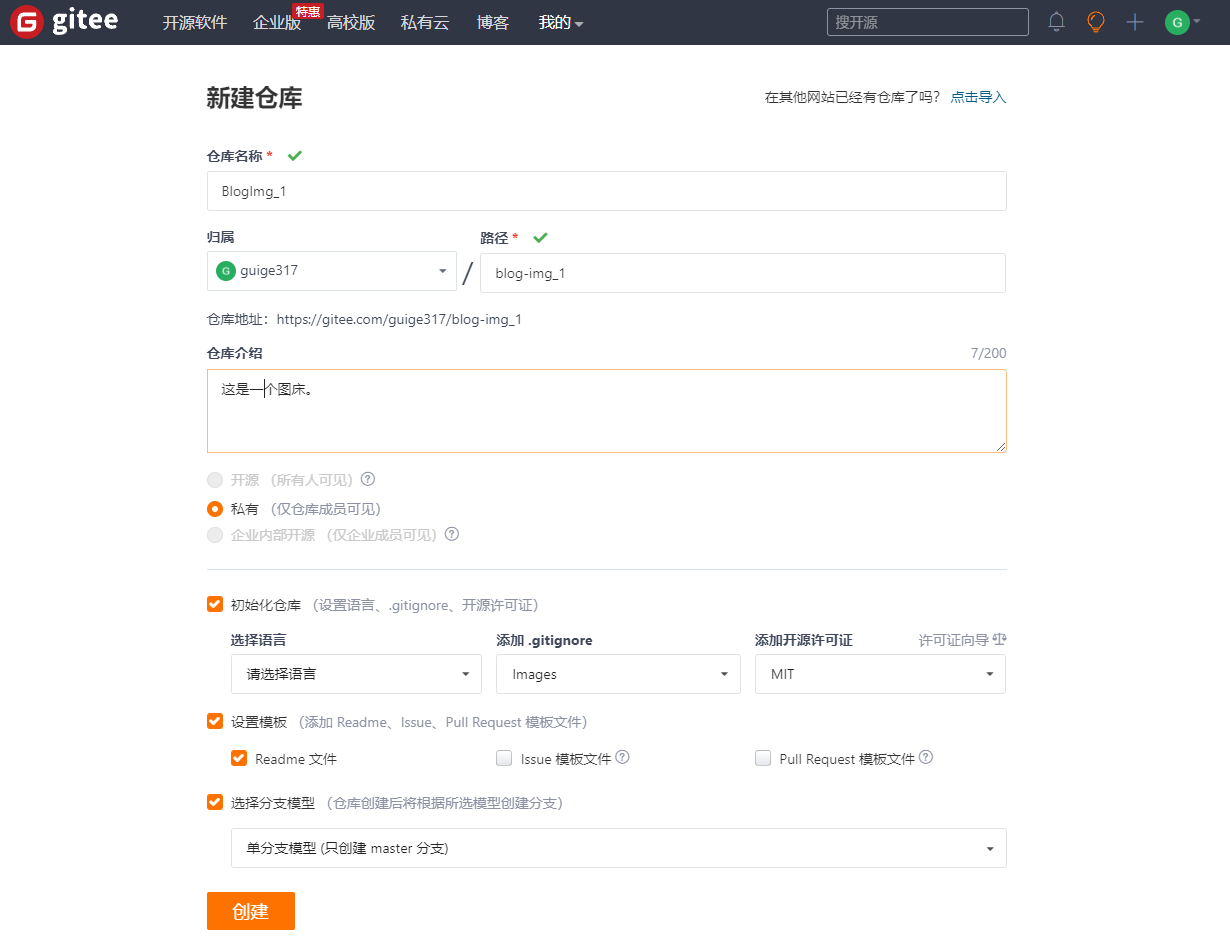 gitee 开源软件 企业版 特惠 高校版 私有云 博客 我的 搜开源 G
新建仓库 在其他网站已经有仓库了吗？ 点击导入
仓库名称 *
BlogImg_1
归属 路径 *
G guige317 / blog-img_1
仓库地址：https://gitee.com/guige317/blog-img_1
仓库介绍 7/200
这是一个图床。
开源 （所有人可见）
私有 （仅仓库成员可见）
企业内部开源 （仅企业成员可见）
初始化仓库 （设置语言、.gitignore、开源许可证）
选择语言 添加 .gitignore 添加开源许可证 许可证向导
请选择语言 Images MIT
设置模板 （添加 Readme、Issue、Pull Request 模板文件）
Readme 文件 Issue 模板文件 Pull Request 模板文件
选择分支模型 （仓库创建后将根据所选模型创建分支）
单分支模型 (只创建 master 分支)
创建